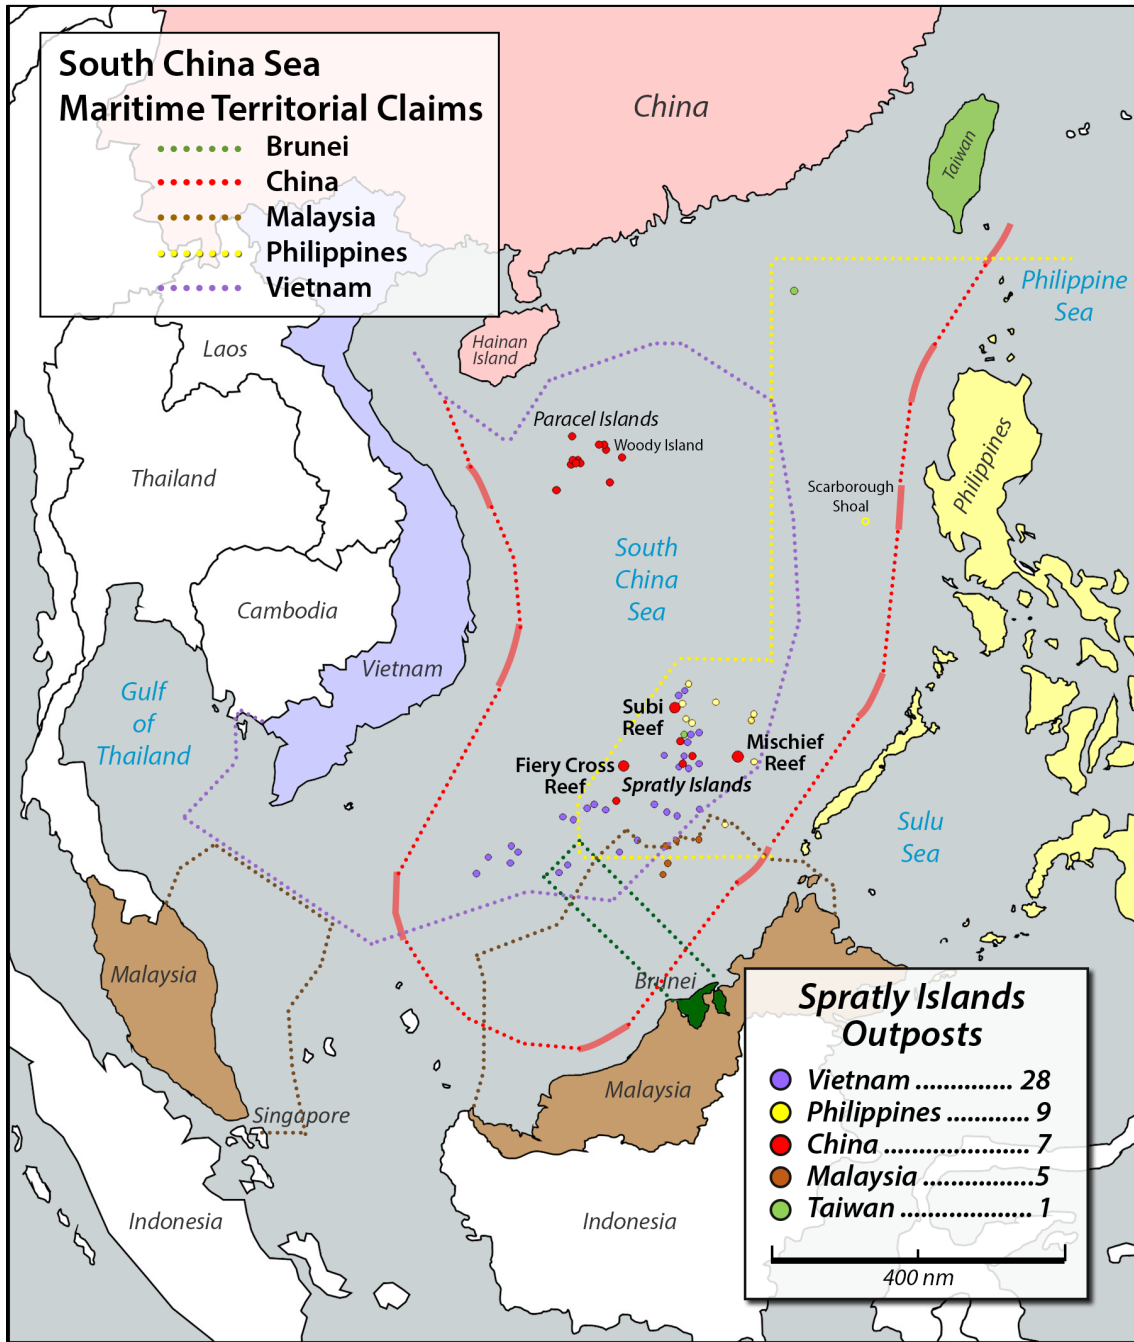 South China Sea
Maritime Territorial Claims
Brunei
China
Malaysia
Philippines
Vietnam
China
Taiwan
Philippine
Sea
Hainan
Island
Laos
Paracel Islands
Woody Island
Thailand
Scarborough
Shoal
Philippines
South
China
Sea
Cambodia
Vietnam
Gulf
of
Thailand
Subi
Reef
Mischief
Reef
Fiery Cross
Reef
Spratly Islands
Sulu
Sea
Malaysia
Brunei
Malaysia
Singapore
Indonesia
Indonesia
Spratly Islands
Outposts
Vietnam .............. 28
Philippines ............ 9
China ..................... 7
Malaysia ................5
Taiwan ................... 1
400 nm